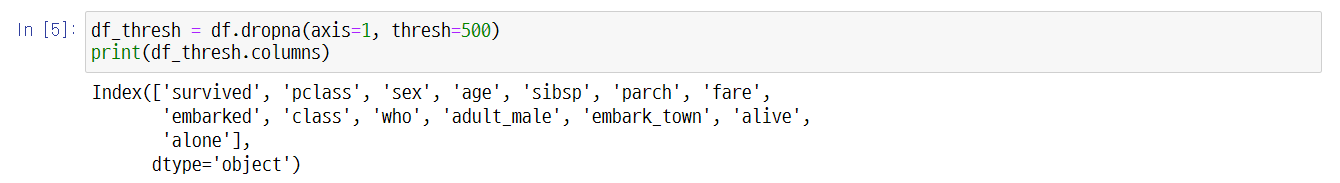 In [5]: df_thresh = df.dropna(axis=1, thresh=500)
print(df_thresh.columns)
Index(['survived', 'pclass', 'sex', 'age', 'sibsp', 'parch', 'fare',
'embarked', 'class', 'who', 'adult_male', 'embark_town', 'alive',
'alone'],
dtype='object')